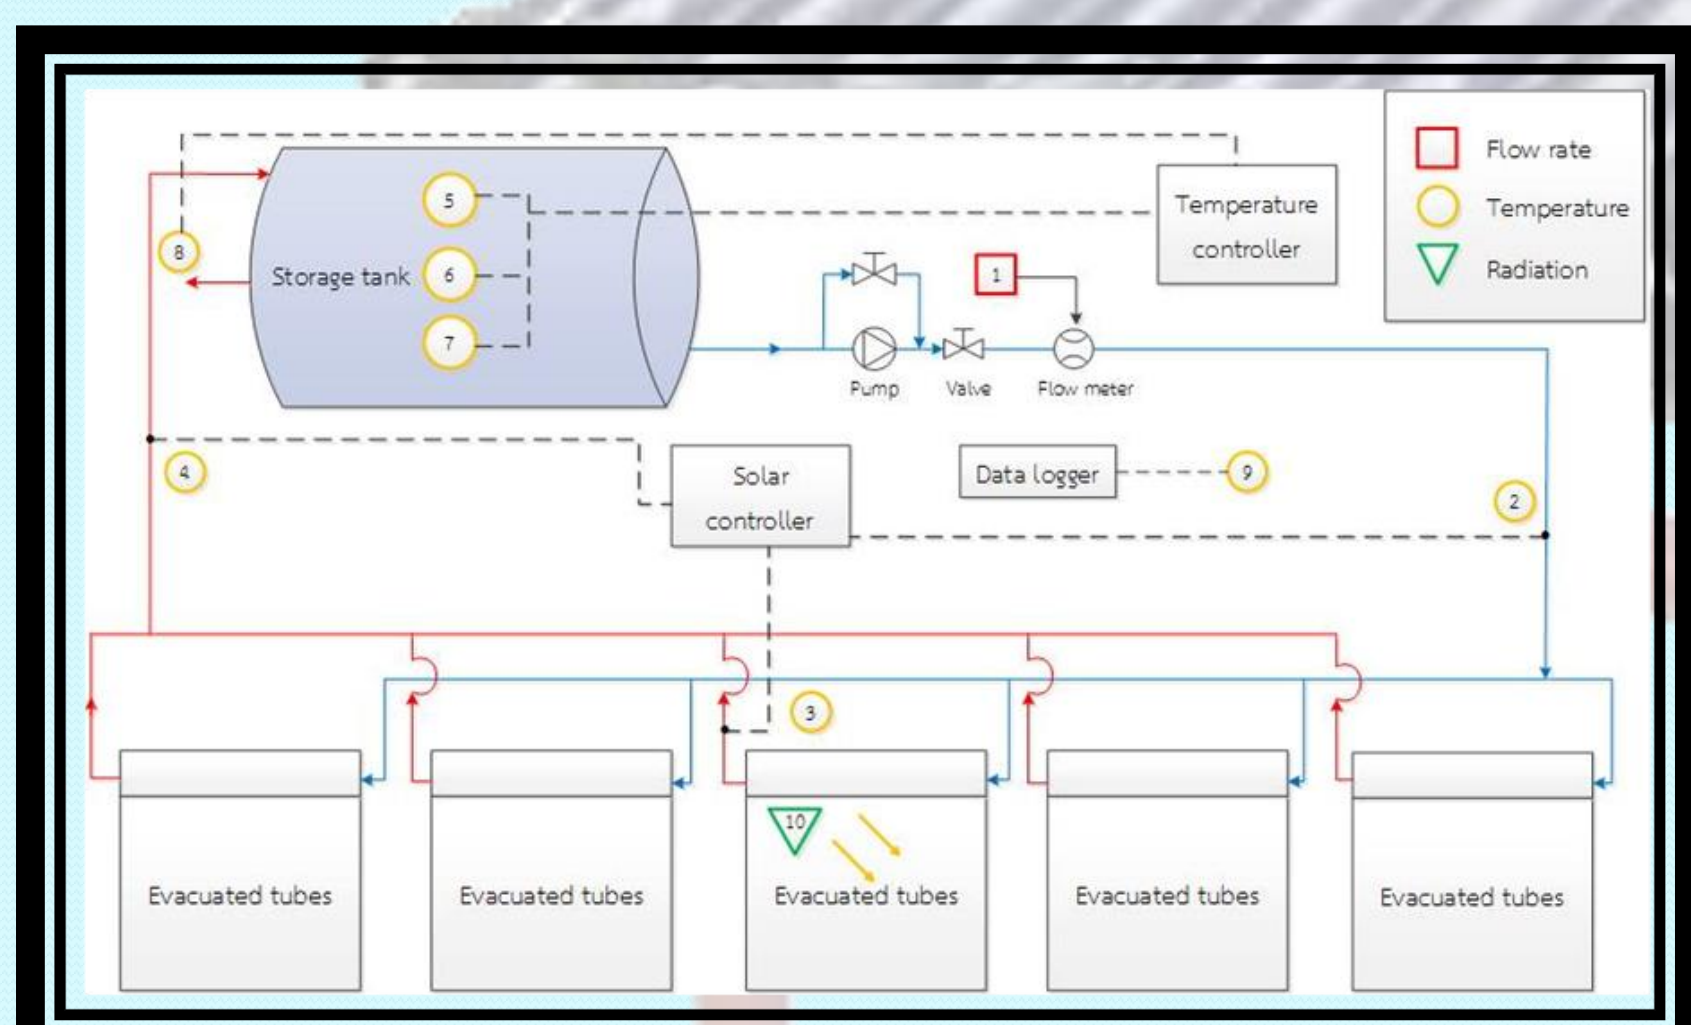 Flow rate
Temperature
Radiation
Temperature
controller
8
5
Storage tank
6
7
1
Pump
Valve
Flow meter
4
Solar
controller
Data logger
9
2
3
10
Evacuated tubes
Evacuated tubes
Evacuated tubes
Evacuated tubes
Evacuated tubes